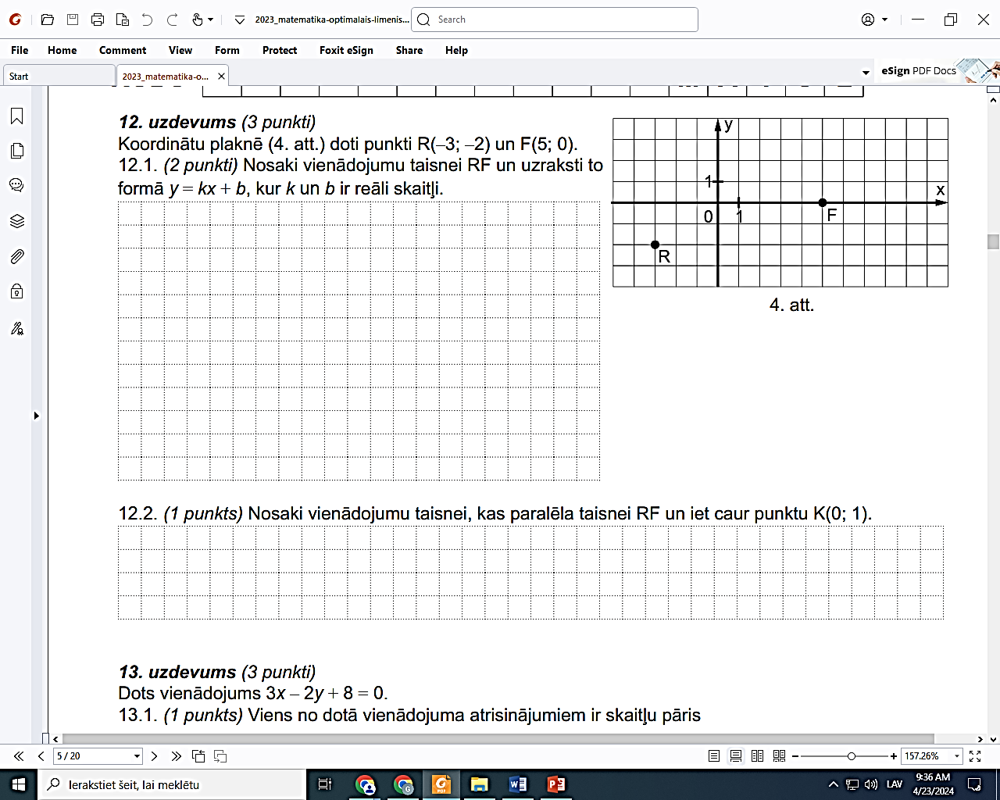 2023_matematika-optimalais-limenis...
Search
File Home Comment View Form Protect Foxit eSign Share Help
Start
2023_matematika-o...
eSign PDF Docs
12. uzdevums (3 punkti)
Koordinātu plaknē (4. att.) doti punkti R(–3; –2) un F(5; 0).
12.1. (2 punkti) Nosaki vienādojumu taisnei RF un uzraksti to
formā y = kx + b, kur k un b ir reāli skaitļi.
y
1
x
0 1 F
R
4. att.
12.2. (1 punkts) Nosaki vienādojumu taisnei, kas paralēla taisnei RF un iet caur punktu K(0; 1).
13. uzdevums (3 punkti)
Dots vienādojums 3x – 2y + 8 = 0.
13.1. (1 punkts) Viens no dotā vienādojuma atrisinājumiem ir skaitļu pāris
5 / 20
157.26%
Ierakstiet šeit, lai meklētu
LAV
9:36 AM
4/23/2024